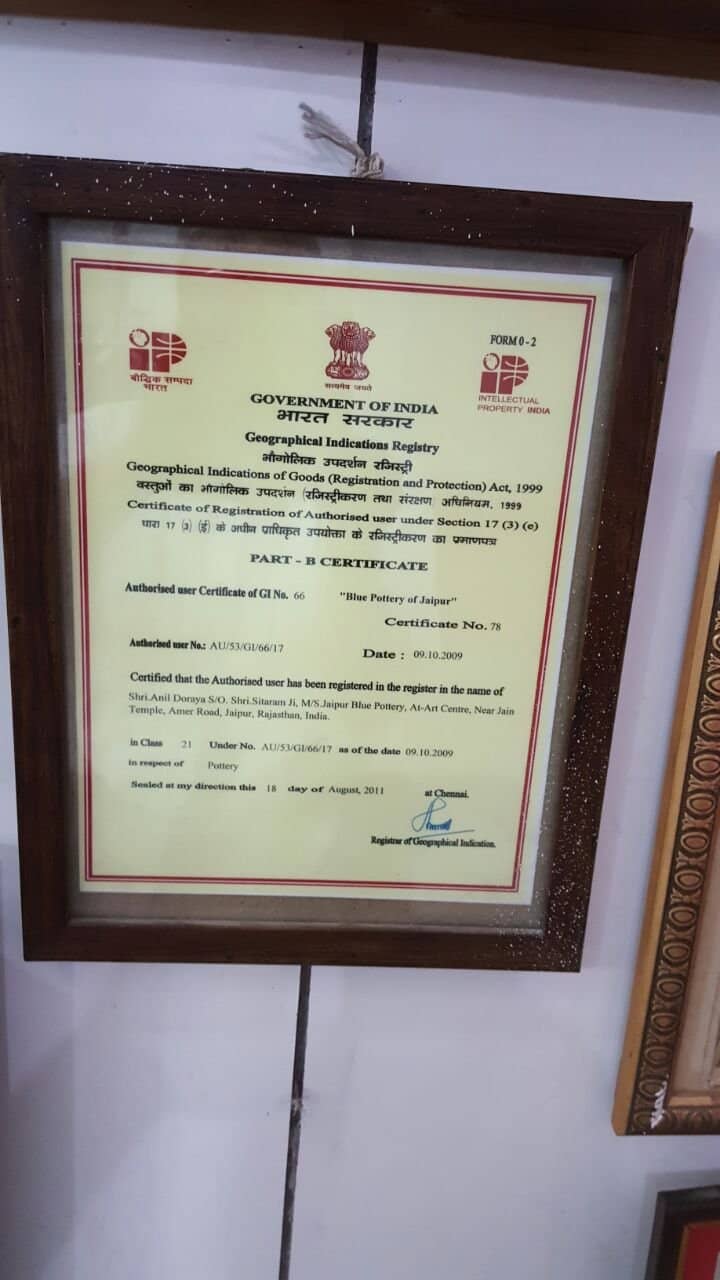 FORM 0 - 2
बौद्धिक सम्पदा
भारत
सत्यमेव जयते
INTELLECTUAL
PROPERTY INDIA
GOVERNMENT OF INDIA
भारत सरकार
Geographical Indications Registry
भौगोलिक उपदर्शन रजिस्ट्री
Geographical Indications of Goods (Registration and Protection) Act, 1999
वस्तुओं का भौगोलिक उपदर्शन (रजिस्ट्रीकरण तथा संरक्षण) अधिनियम, 1999
Certificate of Registration of Authorised user under Section 17 (3) (e)
धारा 17 (3) (ई) के अधीन प्राधिकृत उपयोक्ता के रजिस्ट्रीकरण का प्रमाणपत्र
PART - B CERTIFICATE
Authorised user Certificate of GI No. 66 "Blue Pottery of Jaipur"
Certificate No. 78
Authorised user No.: AU/53/GI/66/17
Date : 09.10.2009
Certified that the Authorised user has been registered in the register in the name of
Shri.Anil Doraya S/O. Shri.Sitaram Ji, M/S.Jaipur Blue Pottery, At-Art Centre, Near Jain
Temple, Amer Road, Jaipur, Rajasthan, India.
in Class 21 Under No. AU/53/GI/66/17 as of the date 09.10.2009
in respect of Pottery
Sealed at my direction this 18 day of August, 2011 at Chennai.
Registrar of Geographical Indication.